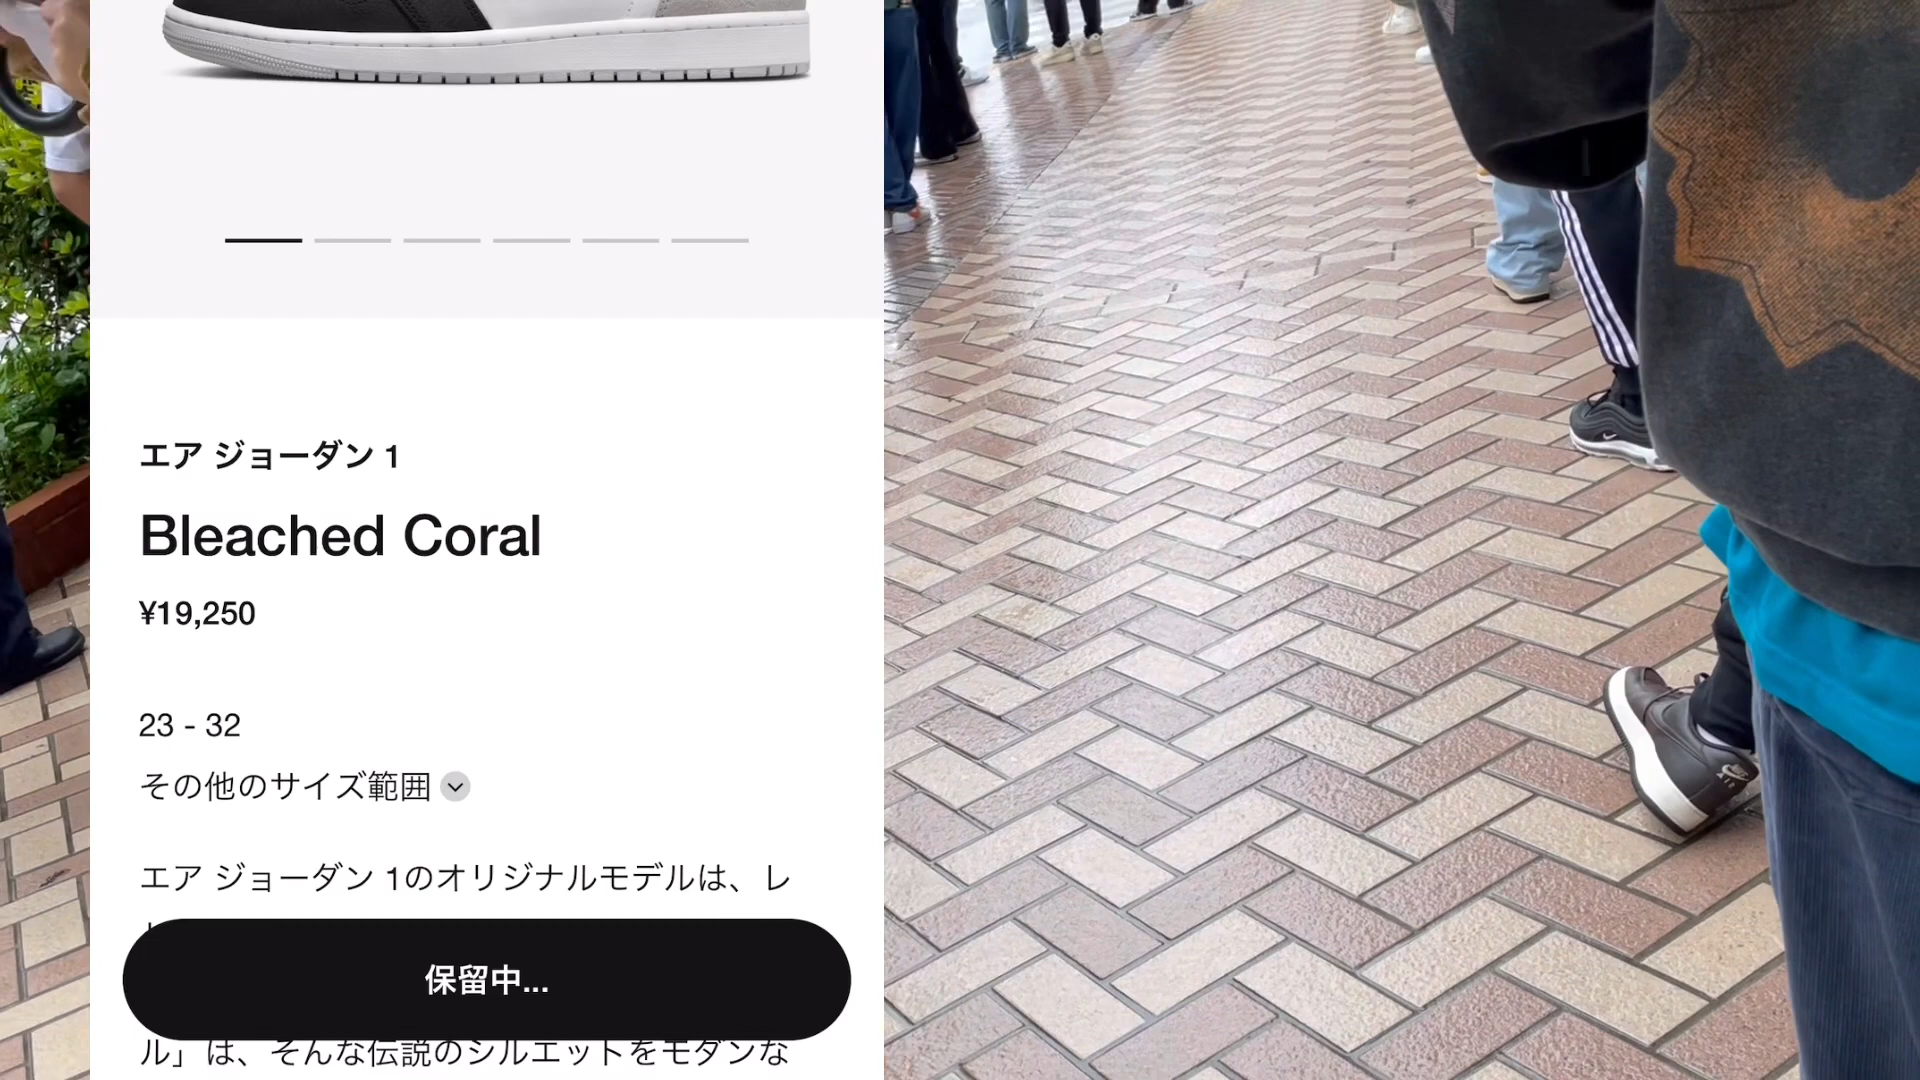 エア ジョーダン 1
Bleached Coral
¥19,250
23 - 32
その他のサイズ範囲
エア ジョーダン 1のオリジナルモデルは、レ
保留中...
ル」は、そんな伝説のシルエットをモダンな
AIR